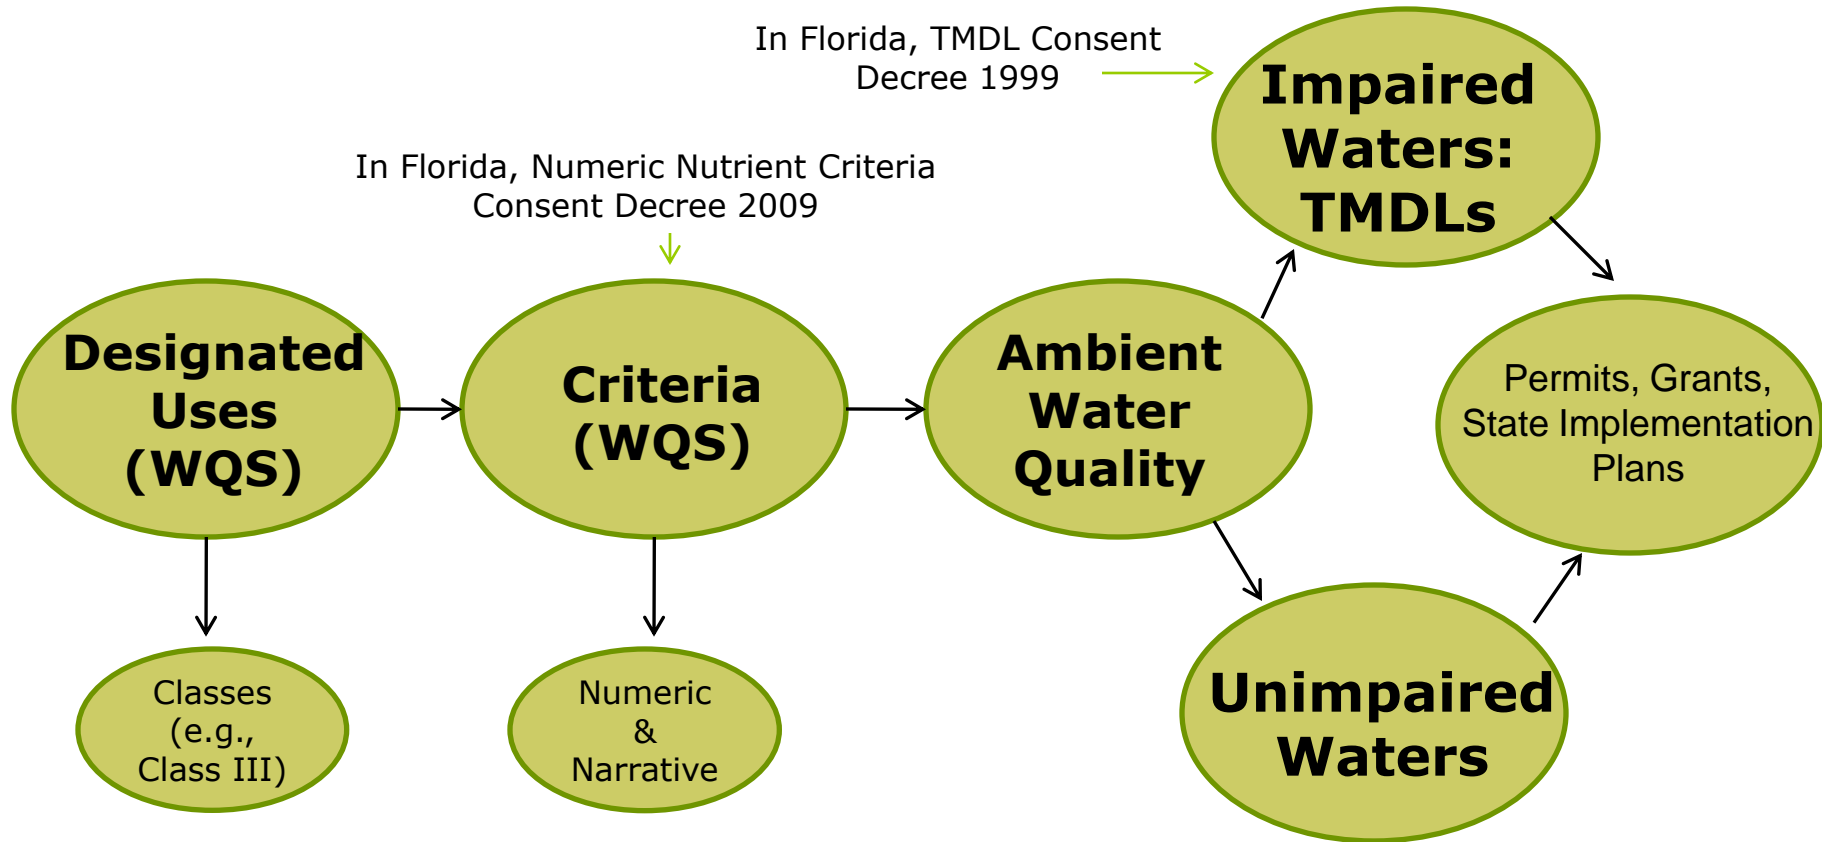 In Florida, TMDL Consent
Decree 1999
Impaired
Waters:
TMDLs
In Florida, Numeric Nutrient Criteria
Consent Decree 2009
Designated
Uses
(WQS)
Criteria
(WQS)
Ambient
Water
Quality
Permits, Grants,
State Implementation
Plans
Classes
(e.g.,
Class III)
Numeric
&
Narrative
Unimpaired
Waters